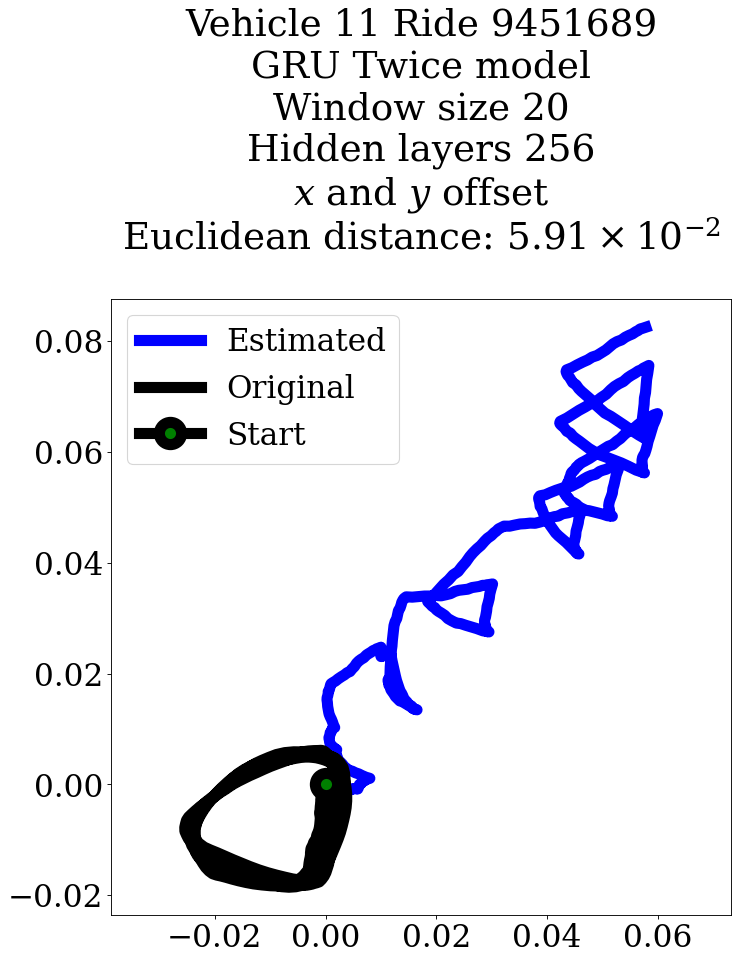 Vehicle 11 Ride 9451689
GRU Twice model
Window size 20
Hidden layers 256
x and y offset
Euclidean distance: 5.91 × 10⁻²
Estimated
Original
Start
0.08
0.06
0.04
0.02
0.00
−0.02
−0.02 0.00 0.02 0.04 0.06